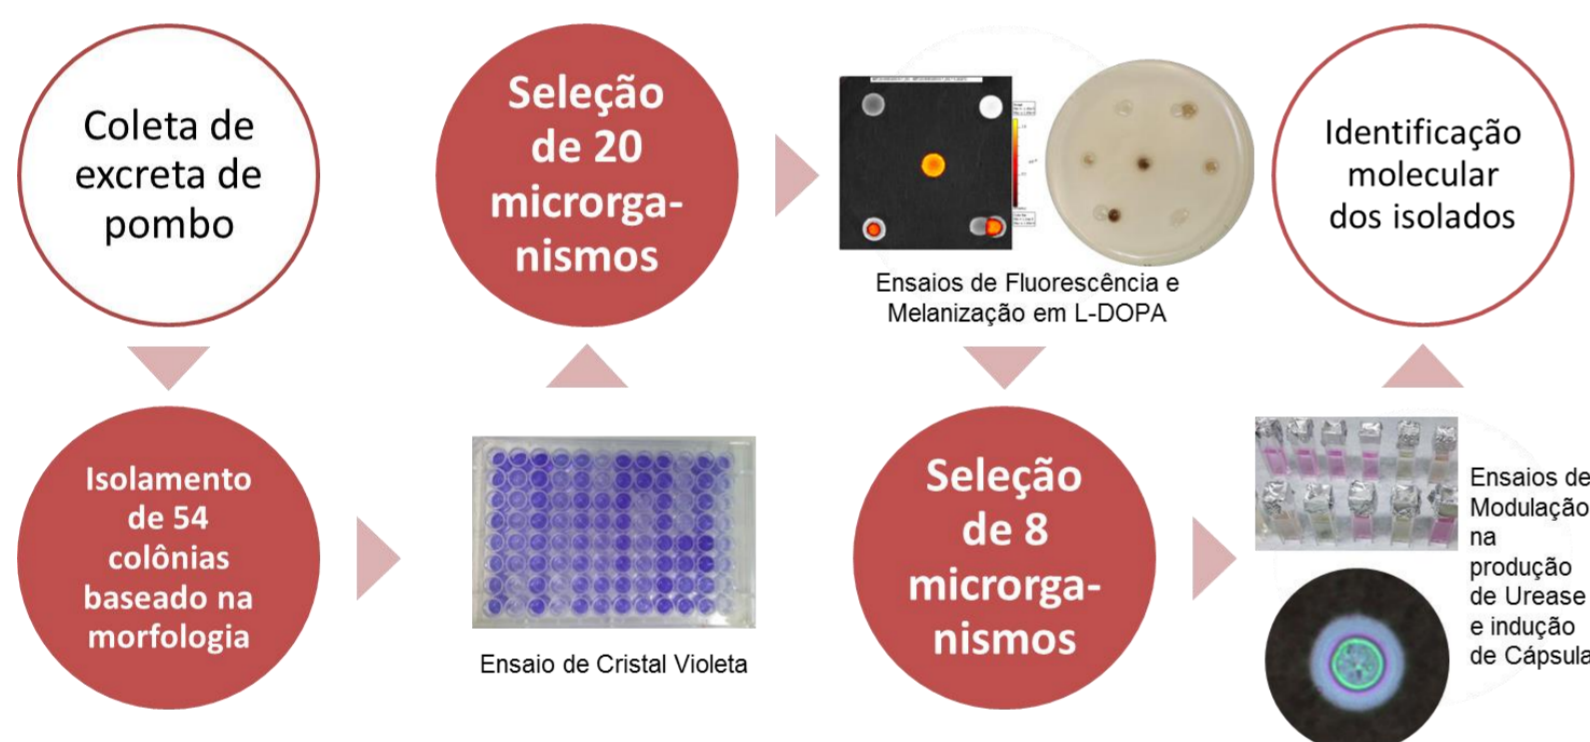 Coleta de
excreta de
pombo
Isolamento
de 54
colônias
baseado na
morfologia
Ensaio de Cristal Violeta
Seleção
de 20
microrga-
nismos
Ensaios de Fluorescência e
Melanização em L-DOPA
Seleção
de 8
microrga-
nismos
Ensaios de
Modulação
na
produção
de Urease
e indução
de Cápsula
Identificação
molecular
dos isolados